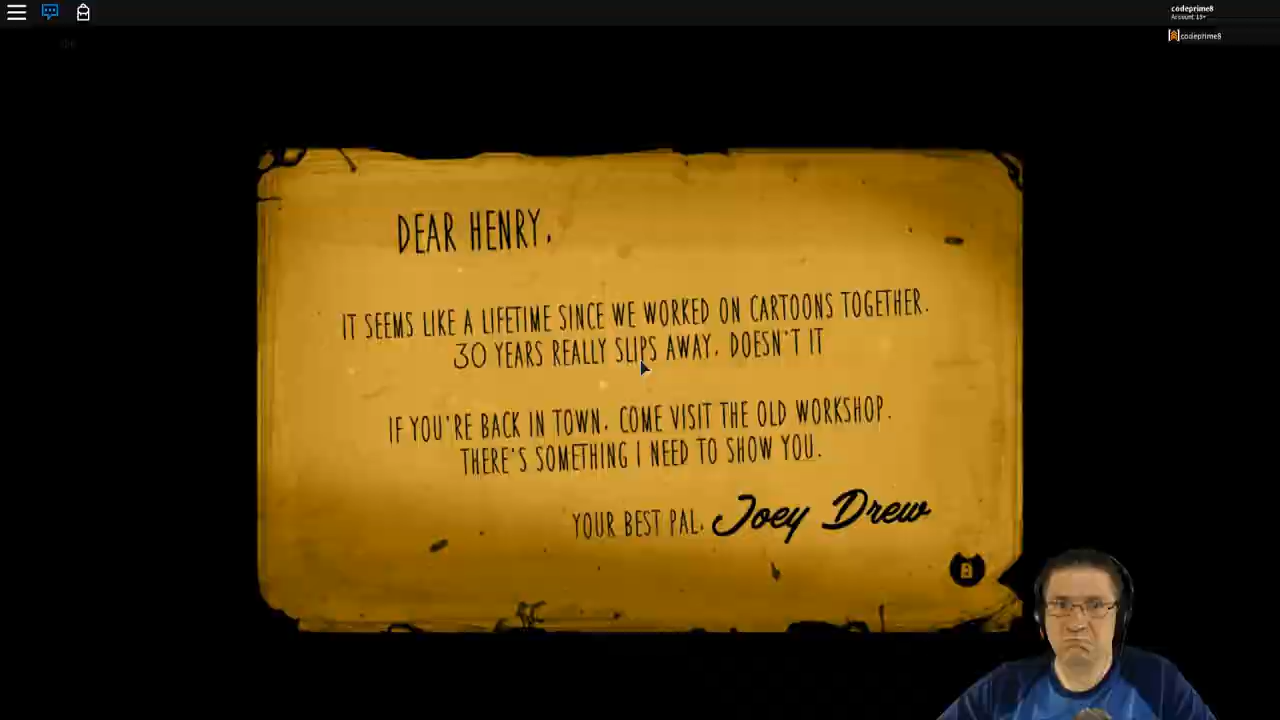 codeprime8
Account: 13+
codeprime8
DEAR HENRY,
IT SEEMS LIKE A LIFETIME SINCE WE WORKED ON CARTOONS TOGETHER.
30 YEARS REALLY SLIPS AWAY, DOESN'T IT
IF YOU'RE BACK IN TOWN, COME VISIT THE OLD WORKSHOP.
THERE'S SOMETHING I NEED TO SHOW YOU.
YOUR BEST PAL, Joey Drew